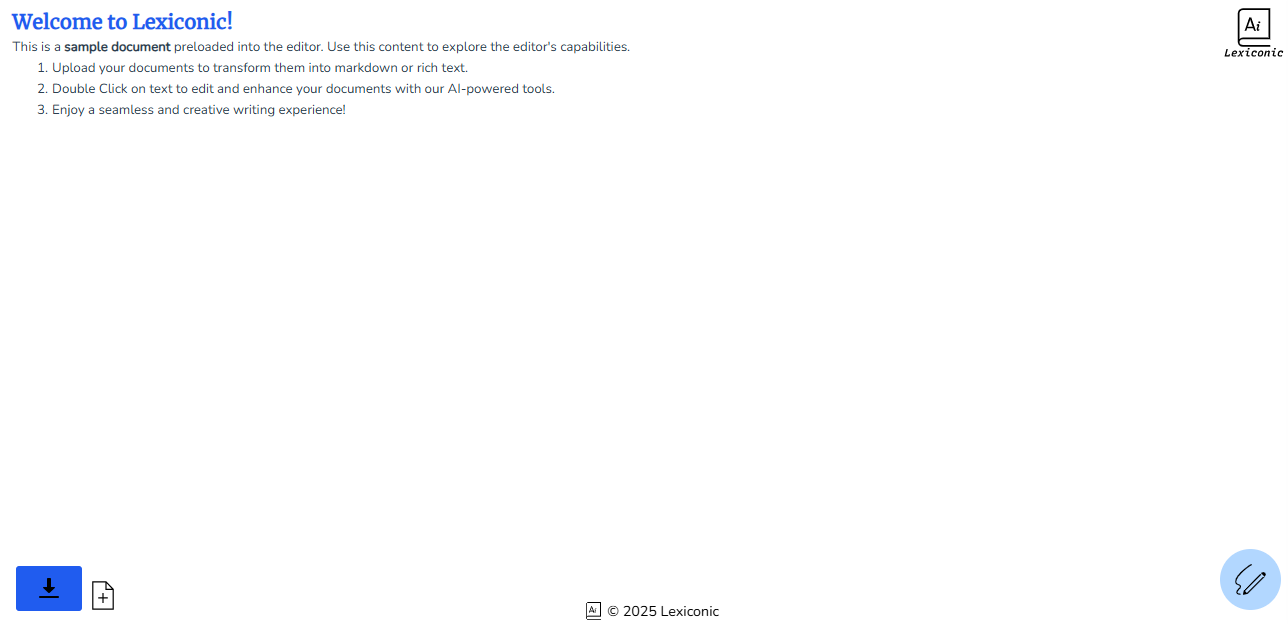 Welcome to Lexiconic!
This is a sample document preloaded into the editor. Use this content to explore the editor's capabilities.
1. Upload your documents to transform them into markdown or rich text.
2. Double Click on text to edit and enhance your documents with our AI-powered tools.
3. Enjoy a seamless and creative writing experience!
Ai
Lexiconic
Ai © 2025 Lexiconic